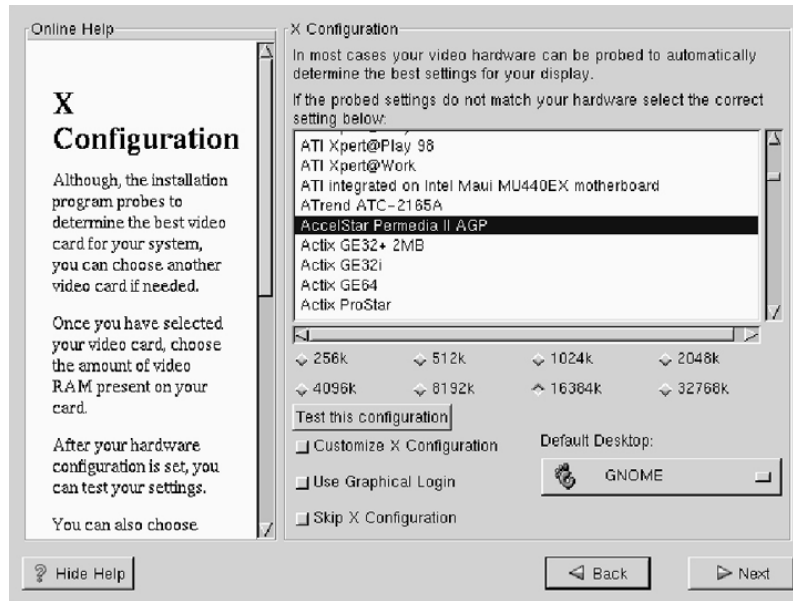 Online Help
X
Configuration
Although, the installation
program probes to
determine the best video
card for your system,
you can choose another
video card if needed.
Once you have selected
your video card, choose
the amount of video
RAM present on your
card.
After your hardware
configuration is set, you
can test your settings.
You can also choose
X Configuration
In most cases your video hardware can be probed to automatically
determine the best settings for your display.
If the probed settings do not match your hardware select the correct
setting below:
ATI Xpert@Play 98
ATI Xpert@Work
ATI integrated on Intel Maui MU440EX motherboard
ATrend ATC-2165A
AccelStar Permedia II AGP
Actix GE32+ 2MB
Actix GE32i
Actix GE64
Actix ProStar
256k 512k 1024k 2048k
4096k 8192k 16384k 32768k
Test this configuration
Customize X Configuration
Use Graphical Login
Skip X Configuration
Default Desktop:
GNOME
Hide Help
Back
Next